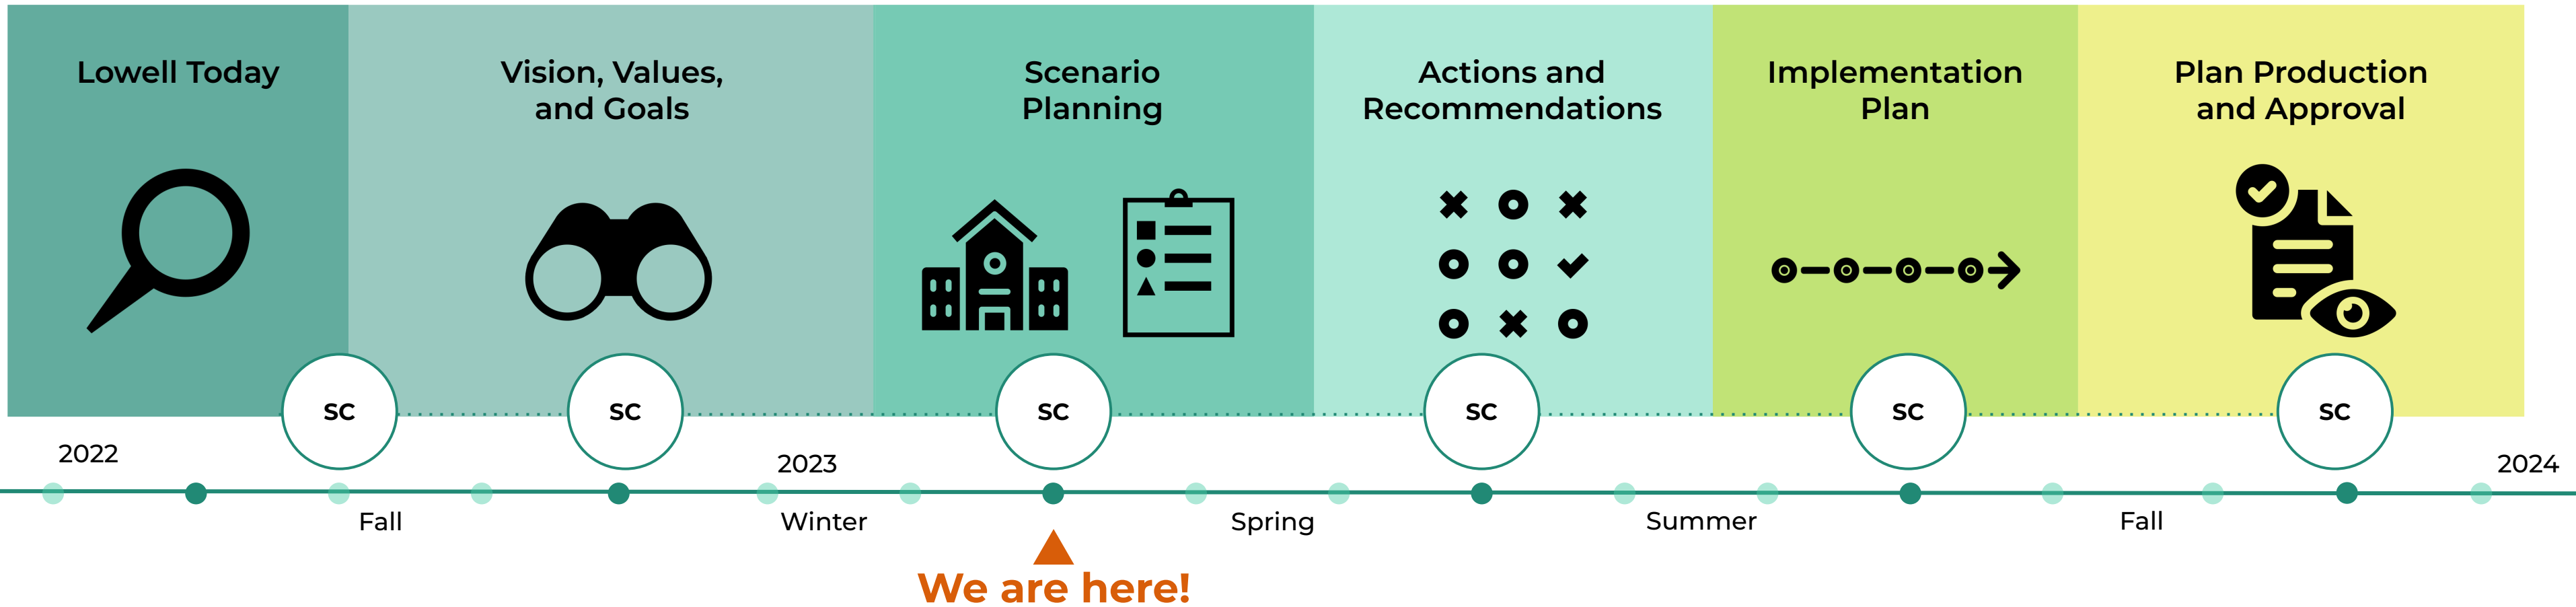 Lowell Today
Vision, Values,
and Goals
Scenario
Planning
Actions and
Recommendations
Implementation
Plan
Plan Production
and Approval
SC
SC
SC
SC
SC
SC
2022
2023
2024
Fall
Winter
Spring
Summer
Fall
We are here!